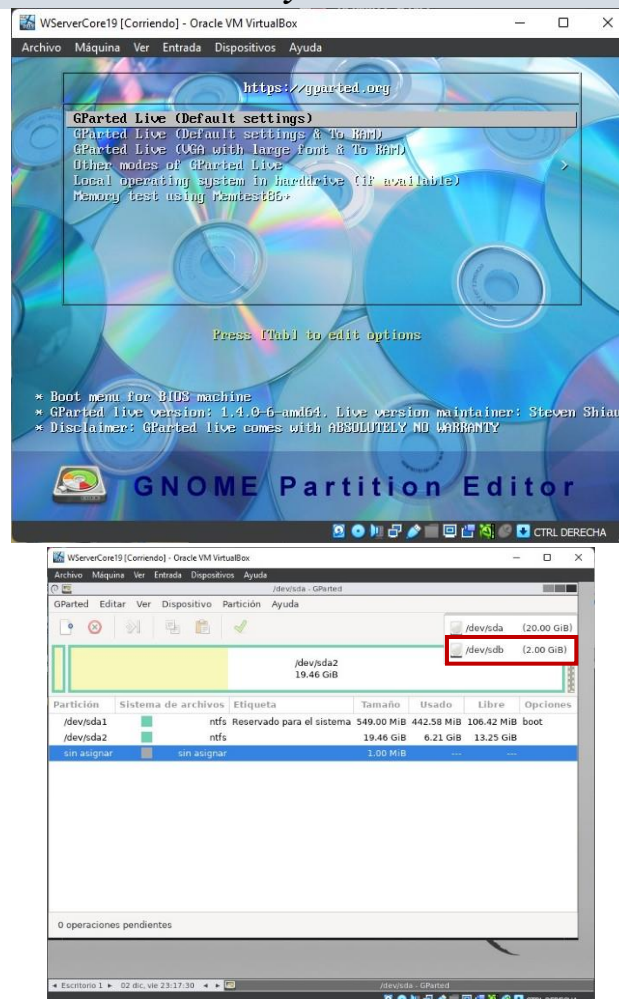 WServerCore19 [Corriendo] - Oracle VM VirtualBox
Archivo Máquina Ver Entrada Dispositivos Ayuda
https://gparted.org
GParted Live (Default settings)
GParted Live (Default settings & To RAM)
GParted Live (VGA with large font & To RAM)
Other modes of GParted Live
Local operating system in harddrive (if available)
Memory test using Memtest86+
Press [Tab] to edit options
* Boot menu for BIOS machine
* GParted live version: 1.4.0-6-amd64. Live version maintainer: Steven Shiau
* Disclaimer: GParted live comes with ABSOLUTELY NO WARRANTY
GNOME Partition Editor
CTRL DERECHA
WServerCore19 [Corriendo] - Oracle VM VirtualBox
Archivo Máquina Ver Entrada Dispositivos Ayuda
/dev/sda - GParted
GParted Editar Ver Dispositivo Partición Ayuda
/dev/sda (20.00 GiB)
/dev/sdb (2.00 GiB)
/dev/sda2
19.46 GiB
Partición Sistema de archivos Etiqueta Tamaño Usado Libre Opciones
/dev/sda1 ntfs Reservado para el sistema 549.00 MiB 442.58 MiB 106.42 MiB boot
/dev/sda2 ntfs 19.46 GiB 6.21 GiB 13.25 GiB
sin asignar sin asignar 1.00 MiB --- ---
0 operaciones pendientes
Escritorio 1 02 dic, vie 23:17:30 /dev/sda - GParted